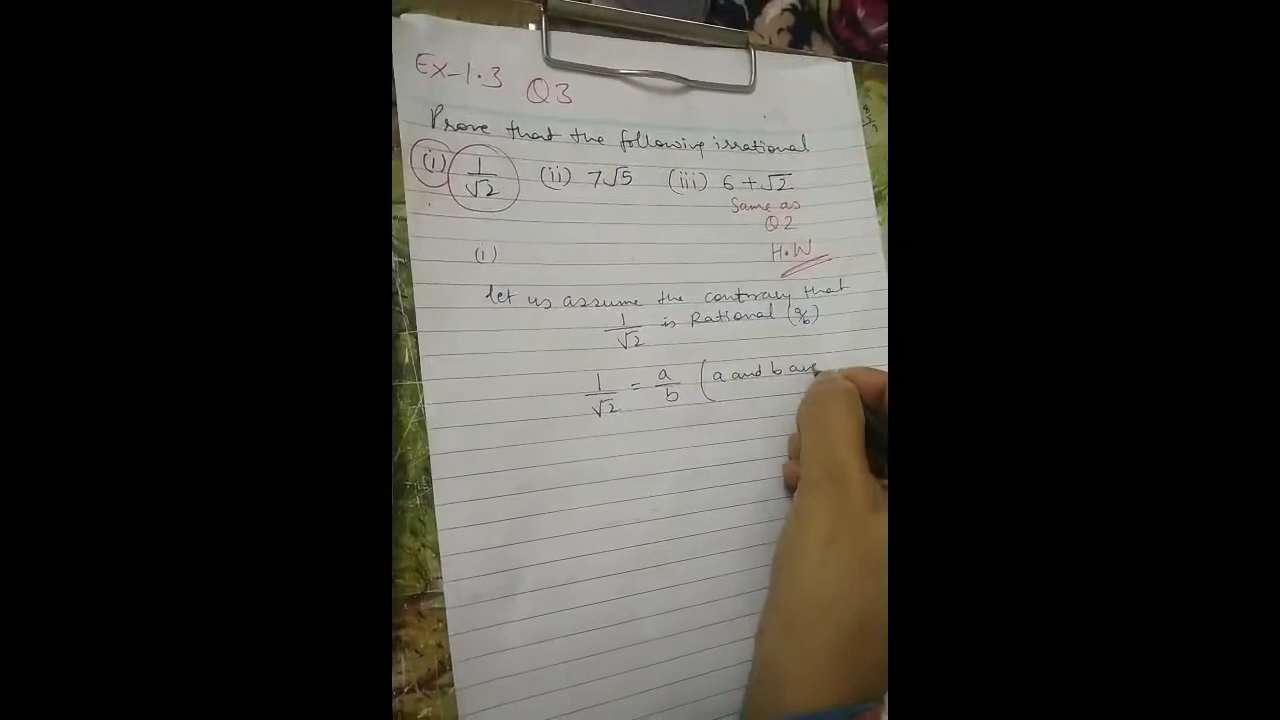 Ex-1.3 Q3
Prove that the following irrational
(i) 1/√2 (ii) 7√5 (iii) 6+√2
Same as
Q2
H.W
(i)
let us assume the contrary that
1/√2 is Rational (a/b)
1/√2 = a/b (a and b are